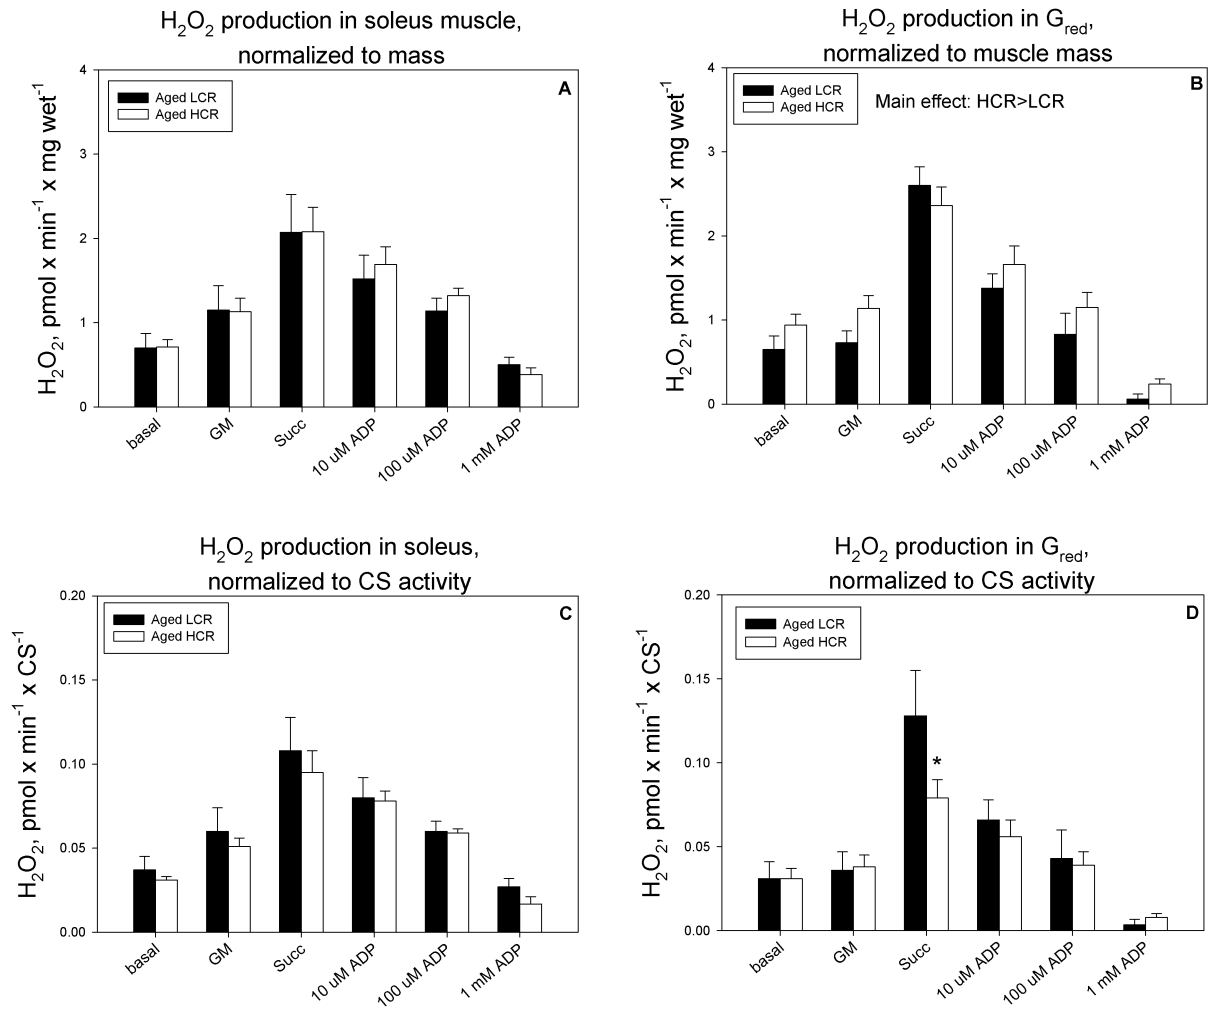 H₂O₂ production in soleus muscle,
normalized to mass
A
Aged LCR
Aged HCR
H₂O₂, pmol x min⁻¹ x mg wet⁻¹
4
3
2
1
0
basal
GM
Succ
10 uM ADP
100 uM ADP
1 mM ADP
H₂O₂ production in Gred,
normalized to muscle mass
B
Aged LCR
Aged HCR
Main effect: HCR>LCR
H₂O₂, pmol x min⁻¹ x mg wet⁻¹
4
3
2
1
0
basal
GM
Succ
10 uM ADP
100 uM ADP
1 mM ADP
H₂O₂ production in soleus,
normalized to CS activity
C
Aged LCR
Aged HCR
H₂O₂, pmol x min⁻¹ x CS⁻¹
0.20
0.15
0.10
0.05
0.00
basal
GM
Succ
10 uM ADP
100 uM ADP
1 mM ADP
H₂O₂ production in Gred,
normalized to CS activity
D
Aged LCR
Aged HCR
H₂O₂, pmol x min⁻¹ x CS⁻¹
0.20
0.15
0.10
0.05
0.00
*
basal
GM
Succ
10 uM ADP
100 uM ADP
1 mM ADP